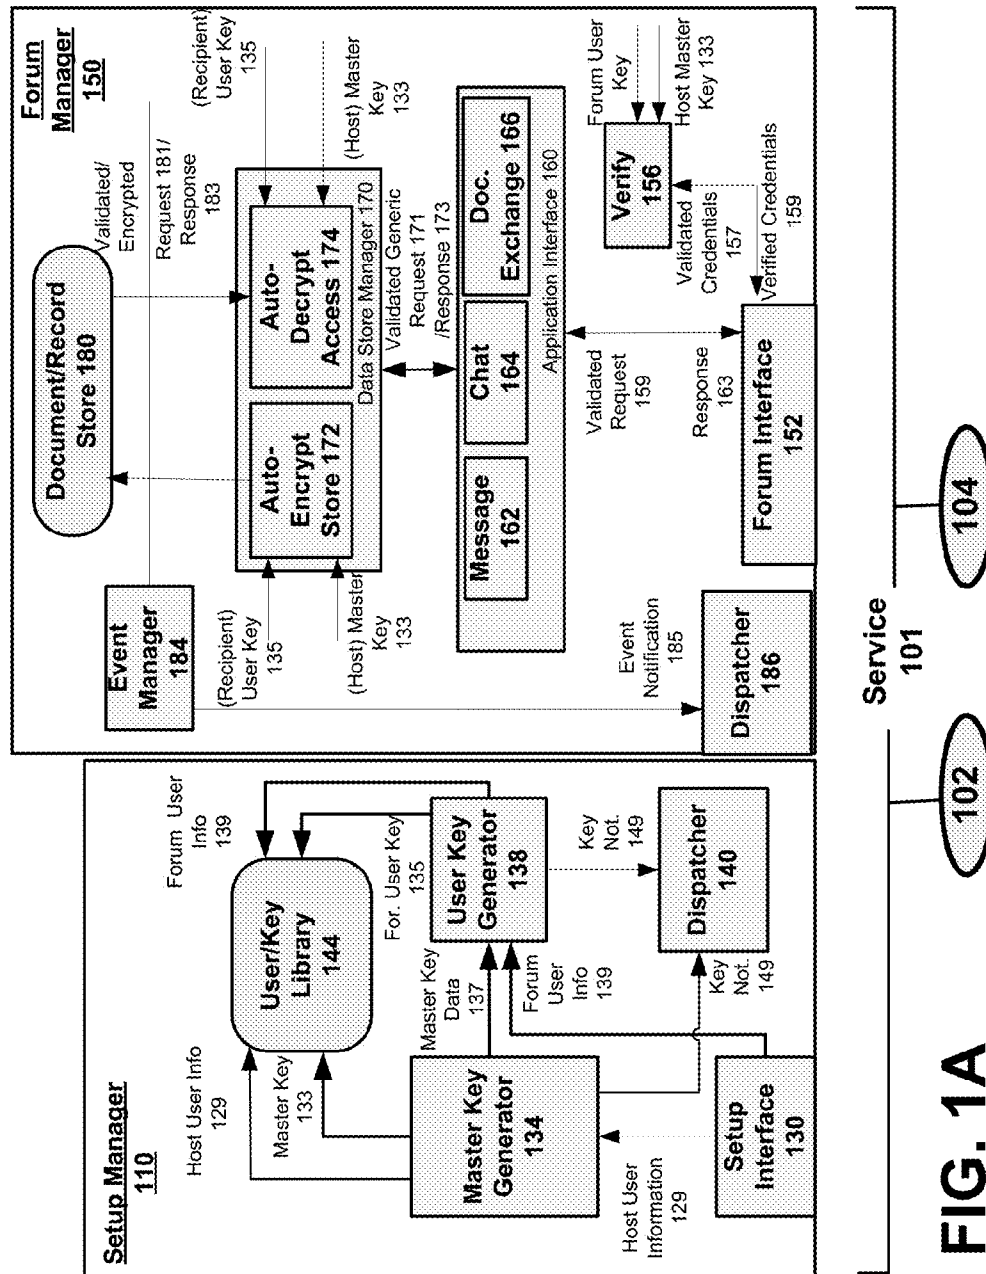 Setup Manager
110
Host User Info
129
Master Key
133
User/Key
Library
144
Forum User
Info
139
For. User Key
135
Master Key
Generator
134
Master Key
Data
137
Forum
User
Info
139
User Key
Generator
138
Key
Not.
149
Host User
Information
129
Key
Not.
149
Setup
Interface
130
Dispatcher
140
Forum
Manager
150
Event
Manager
184
Document/Record
Store 180
Validated/
Encrypted
Request 181/
Response
183
(Recipient)
User Key
135
(Host) Master
Key
133
Auto-
Encrypt
Store 172
Auto-
Decrypt
Access 174
Data Store Manager 170
(Recipient)
User Key
135
(Host) Master
Key 133
Validated Generic
Request 171
/Response 173
Message
162
Chat
164
Doc.
Exchange 166
Application Interface 160
Event
Notification
185
Validated
Request
159
Response
163
Forum User
Key
Host Master
Key 133
Verify
156
Validated
Credentials
157
Verified Credentials
159
Dispatcher
186
Forum Interface
152
Service
101
102
104
FIG. 1A